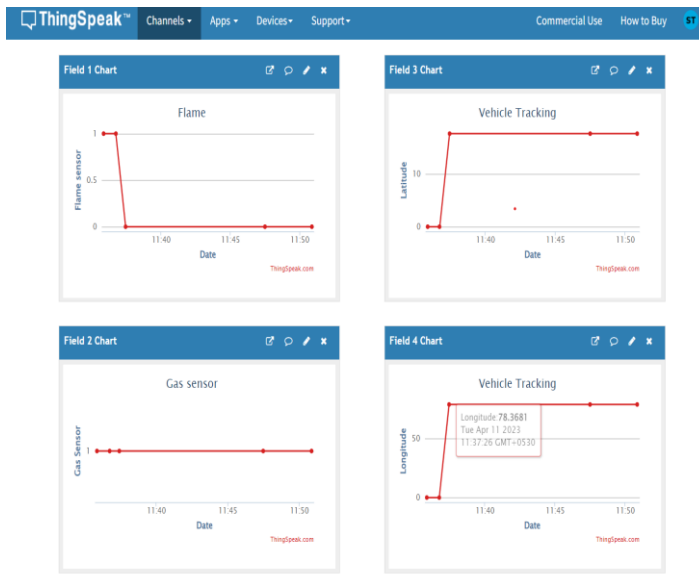 ThingSpeak™ Channels Apps Devices Support Commercial Use How to Buy ST
Field 1 Chart
Flame
Flame sensor
1
0.5
0
11:40 11:45 11:50
Date
ThingSpeak.com
Field 3 Chart
Vehicle Tracking
Latitude
10
0
11:40 11:45 11:50
Date
ThingSpeak.com
Field 2 Chart
Gas sensor
Gas Sensor
1
11:40 11:45 11:50
Date
ThingSpeak.com
Field 4 Chart
Vehicle Tracking
Longitude
50
0
Longitude:78.3681
Tue Apr 11 2023
11:37.26 GMT+0530
11:40 11:45 11:50
Date
ThingSpeak.com